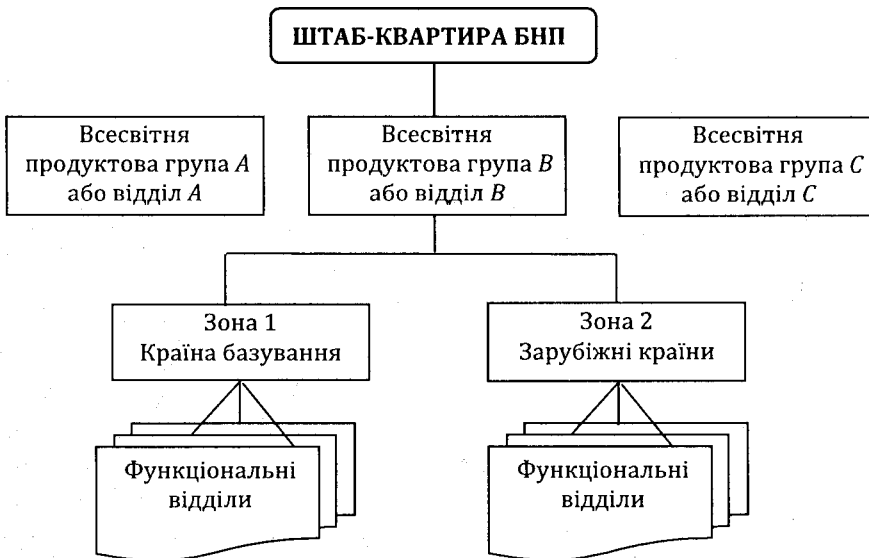 ШТАБ-КВАРТИРА БНП
Всесвітня
продуктова група A
або відділ A
Всесвітня
продуктова група B
або відділ B
Всесвітня
продуктова група C
або відділ C
Зона 1
Країна базування
Зона 2
Зарубіжні країни
Функціональні
відділи
Функціональні
відділи